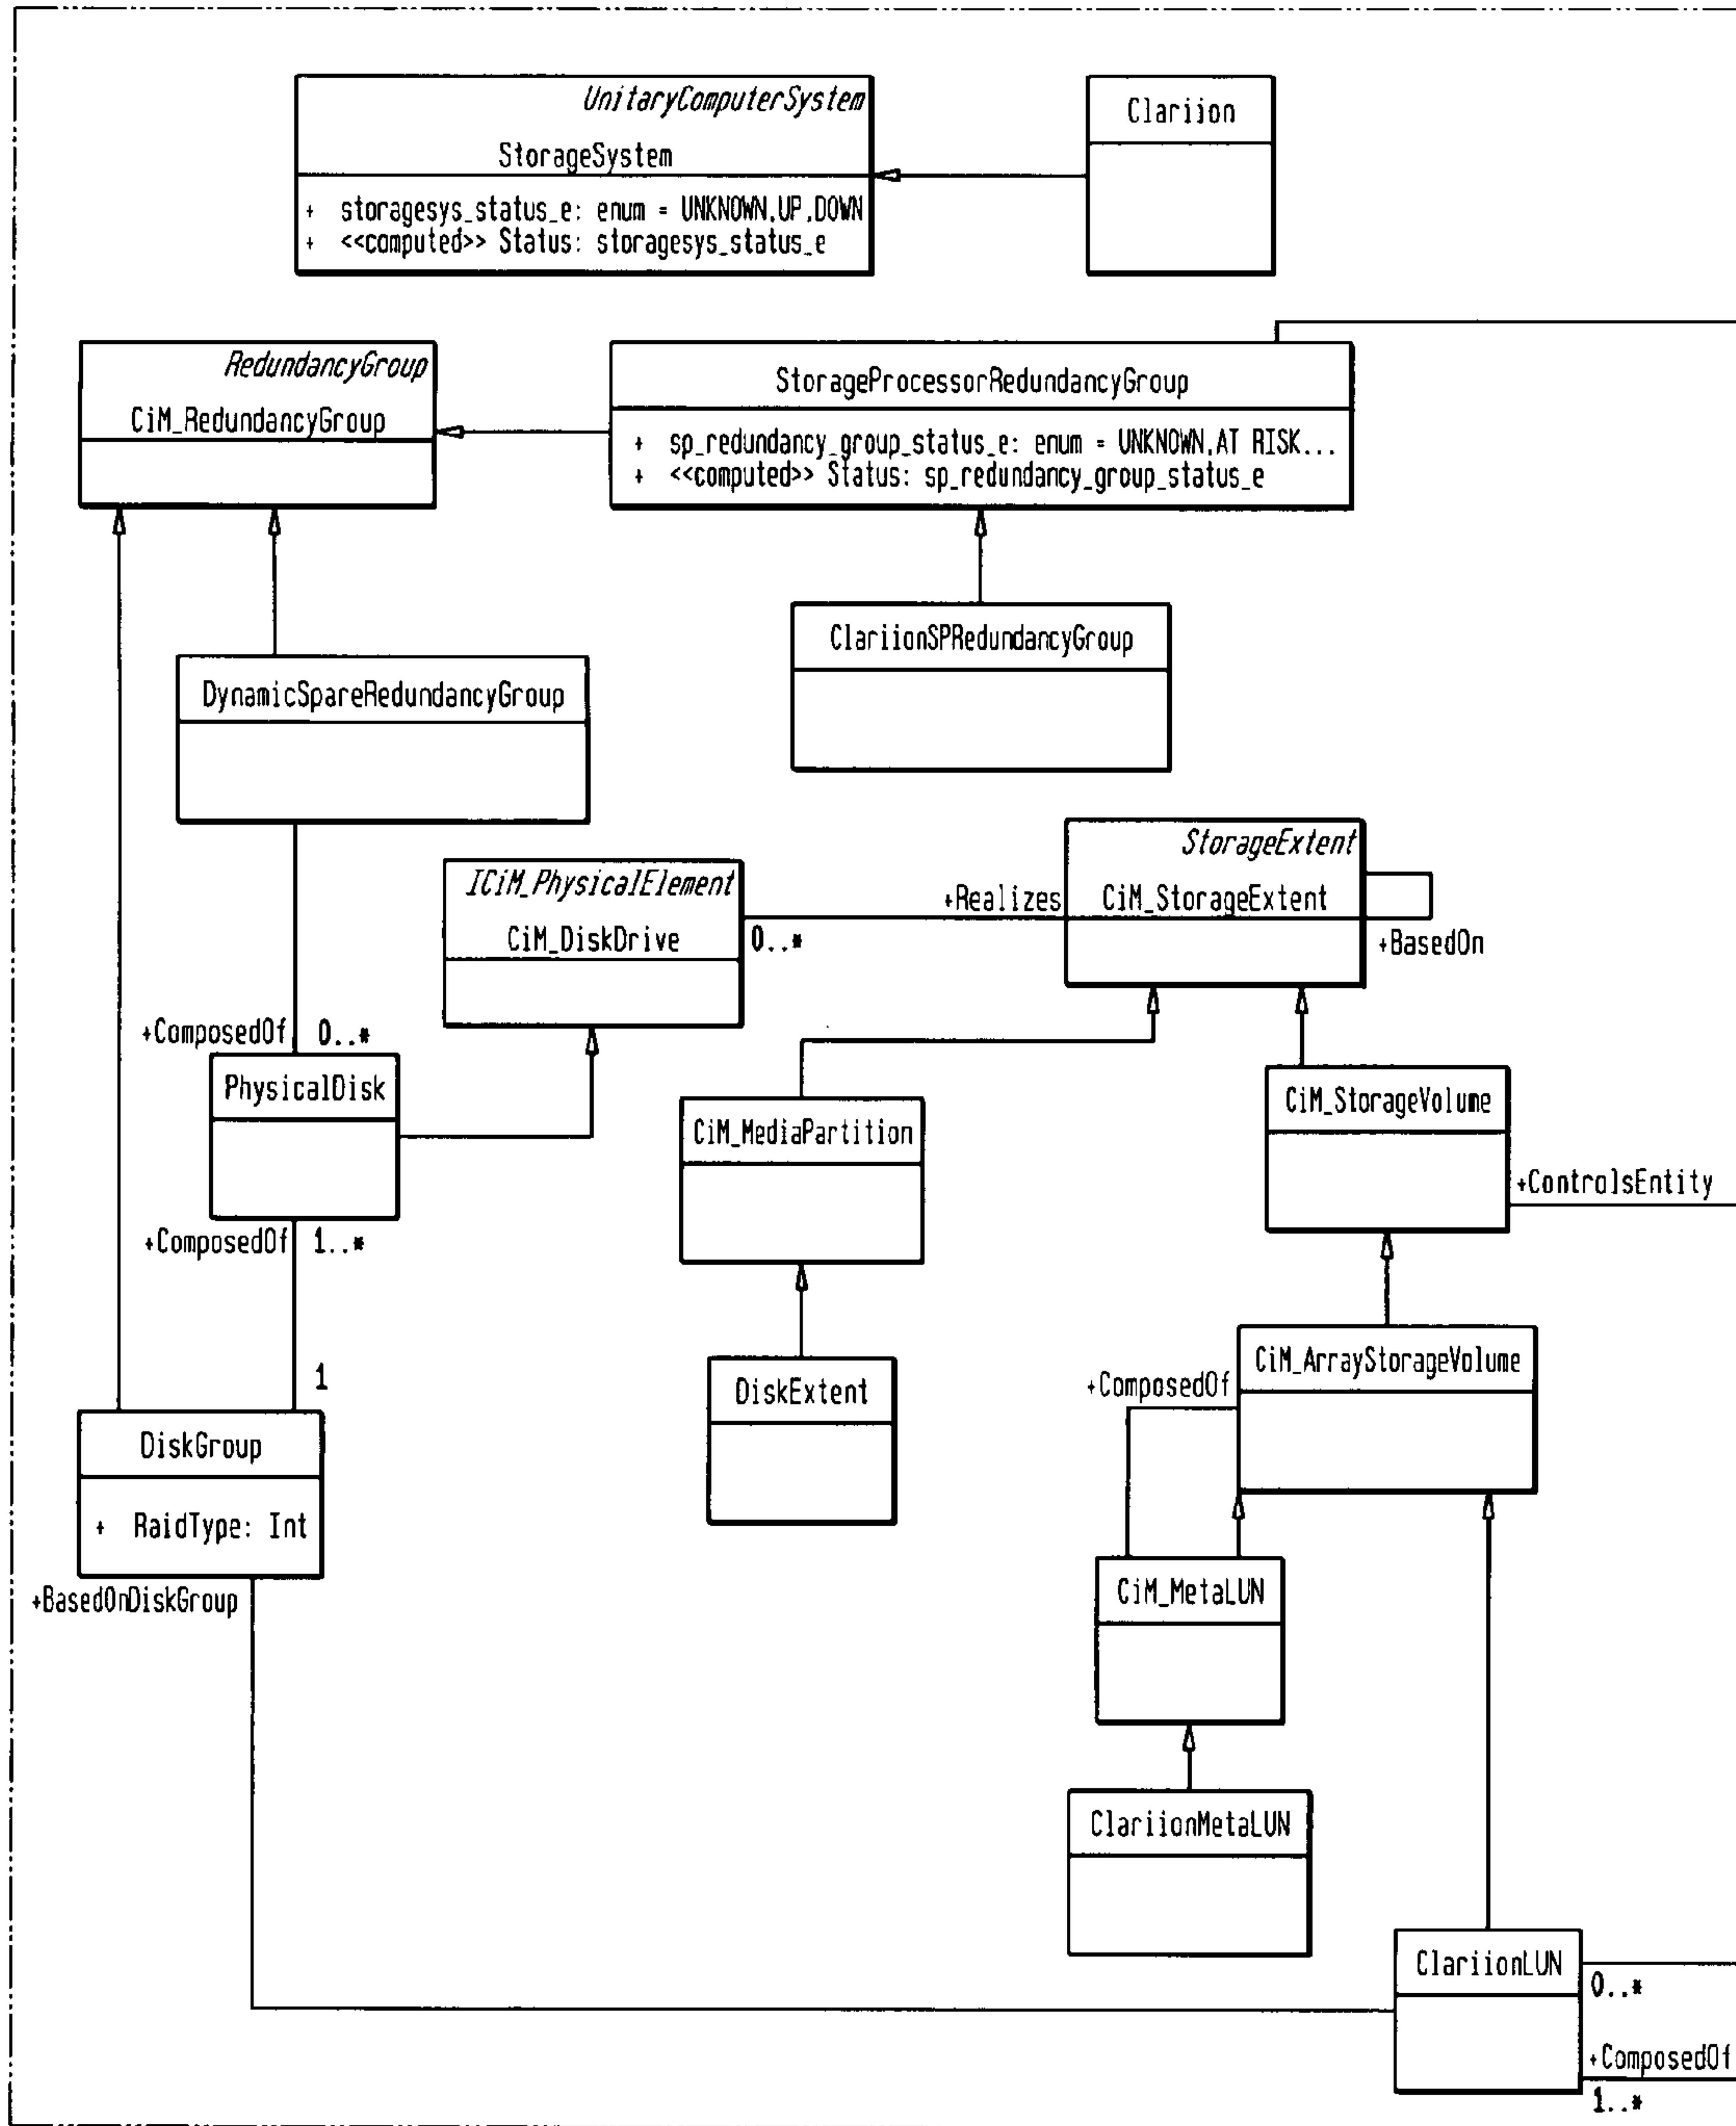 UnitaryComputerSystem
StorageSystem
+ storagesys_status_e: enum = UNKNOWN,UP,DOWN
+ <<computed>> Status: storagesys_status_e
Clariion
RedundancyGroup
CiM_RedundancyGroup
StorageProcessorRedundancyGroup
+ sp_redundancy_group_status_e: enum = UNKNOWN,AT RISK...
+ <<computed>> Status: sp_redundancy_group_status_e
ClariionSPRedundancyGroup
DynamicSpareRedundancyGroup
StorageExtent
CiM_StorageExtent
+BasedOn
ICiM_PhysicalElement
CiM_DiskDrive
+Realizes
0..*
+ComposedOf 0..*
PhysicalDisk
CiM_MediaPartition
CiM_StorageVolume
+ControlsEntity
+ComposedOf 1..*
1
DiskExtent
CiM_ArrayStorageVolume
+ComposedOf
DiskGroup
+ RaidType: Int
+BasedOnDiskGroup
CiM_MetaLUN
ClariionMetaLUN
ClariionLUN
0..*
+ComposedOf
1..*